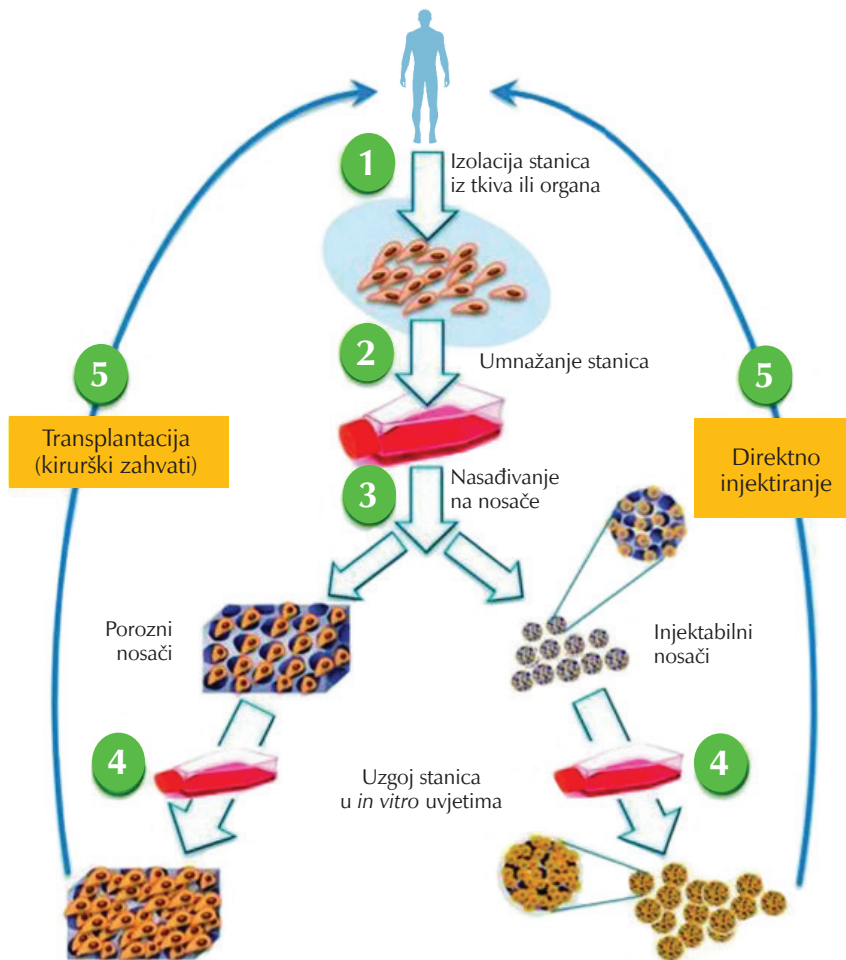 1
Izolacija stanica
iz tkiva ili organa
2
Umnažanje stanica
5
Transplantacija
(kirurški zahvati)
5
Direktno
injektiranje
3
Nasađivanje
na nosače
Porozni
nosači
Injektabilni
nosači
4
Uzgoj stanica
u in vitro uvjetima
4